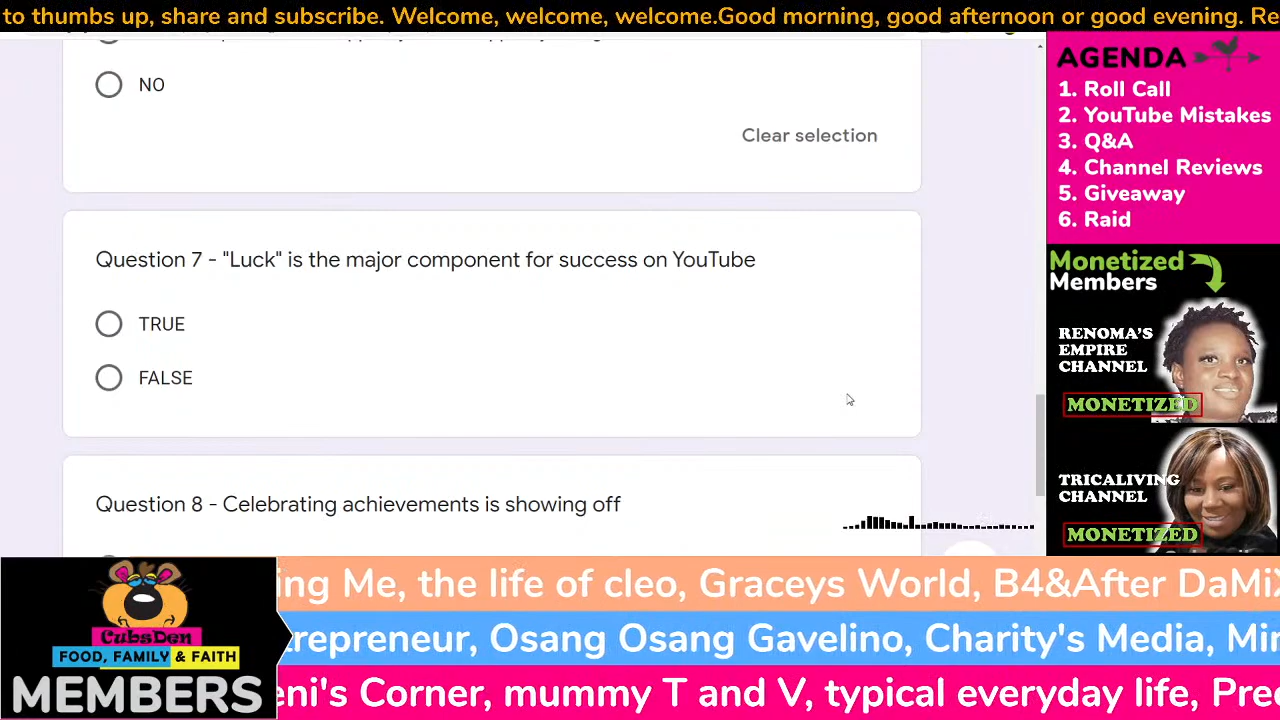 to thumbs up, share and subscribe. Welcome, welcome, welcome.Good morning, good afternoon or good evening. Re
NO
Clear selection
Question 7 - "Luck" is the major component for success on YouTube
TRUE
FALSE
Question 8 - Celebrating achievements is showing off
AGENDA
1. Roll Call
2. YouTube Mistakes
3. Q&A
4. Channel Reviews
5. Giveaway
6. Raid
Monetized
Members
RENOMA'S
EMPIRE
CHANNEL
MONETIZED
TRICALIVING
CHANNEL
MONETIZED
CubsDen
FOOD, FAMILY & FAITH
MEMBERS
ing Me, the life of cleo, Graceys World, B4&After DaMiX
trepreneur, Osang Osang Gavelino, Charity's Media, Min
eni's Corner, mummy T and V, typical everyday life, Prec